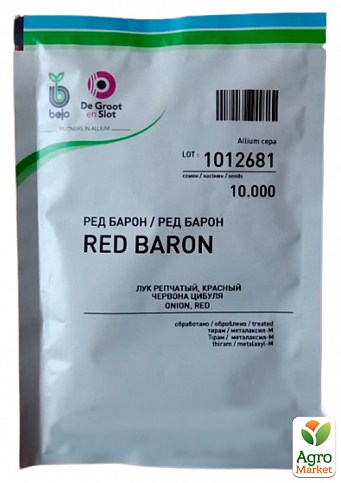 bejo
De Groot
en Slot
PARTNERS IN ALLIUM
Allium cepa
LOT : 1012681
семян / насінин / seeds
10.000
РЕД БАРОН / РЕД БАРОН
RED BARON
ЛУК РЕПЧАТЫЙ, КРАСНЫЙ
ЧЕРВОНА ЦИБУЛЯ
ONION, RED
обработано / оброблено / treated
тирам / металаксил-М
Тірам / металаксил-М
thiram / metalaxyl-M
Agro
Market